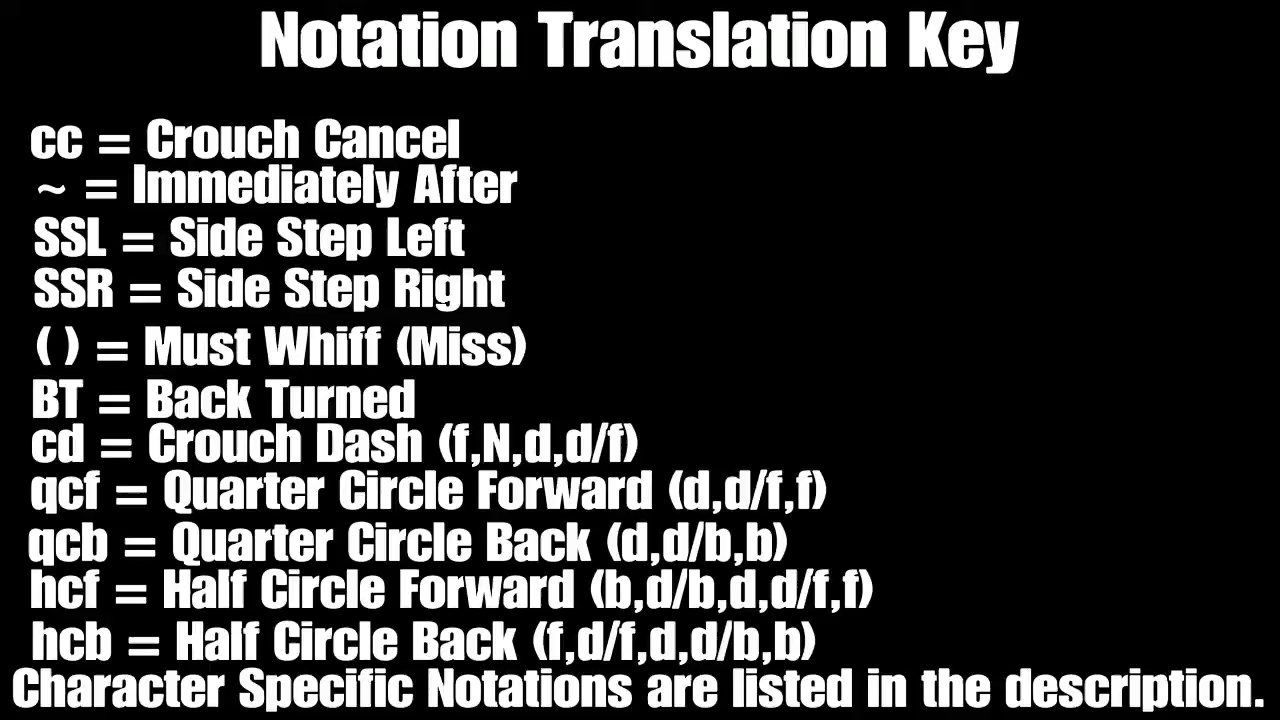 Notation Translation Key
cc = Crouch Cancel
~ = Immediately After
SSL = Side Step Left
SSR = Side Step Right
( ) = Must Whiff (Miss)
BT = Back Turned
cd = Crouch Dash (f,N,d,d/f)
qcf = Quarter Circle Forward (d,d/f,f)
qcb = Quarter Circle Back (d,d/b,b)
hcf = Half Circle Forward (b,d/b,d,d/f,f)
hcb = Half Circle Back (f,d/f,d,d/b,b)
Character Specific Notations are listed in the description.